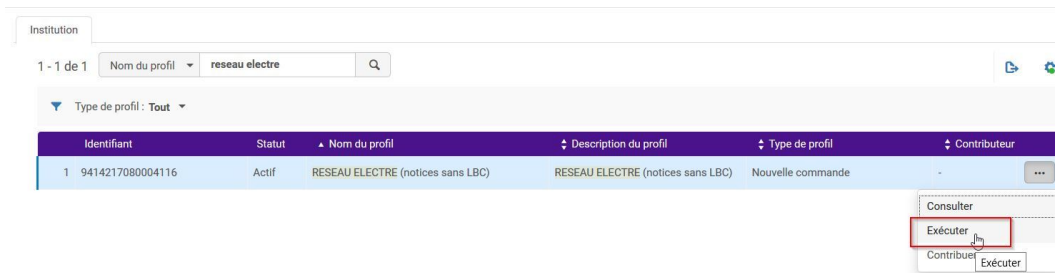 Institution
1 - 1 de 1 Nom du profil reseau electre
Type de profil : Tout
Identifiant Statut Nom du profil Description du profil Type de profil Contributeur
1 9414217080004116 Actif RESEAU ELECTRE (notices sans LBC) RESEAU ELECTRE (notices sans LBC) Nouvelle commande -
Consulter
Exécuter
Contribuer
Exécuter